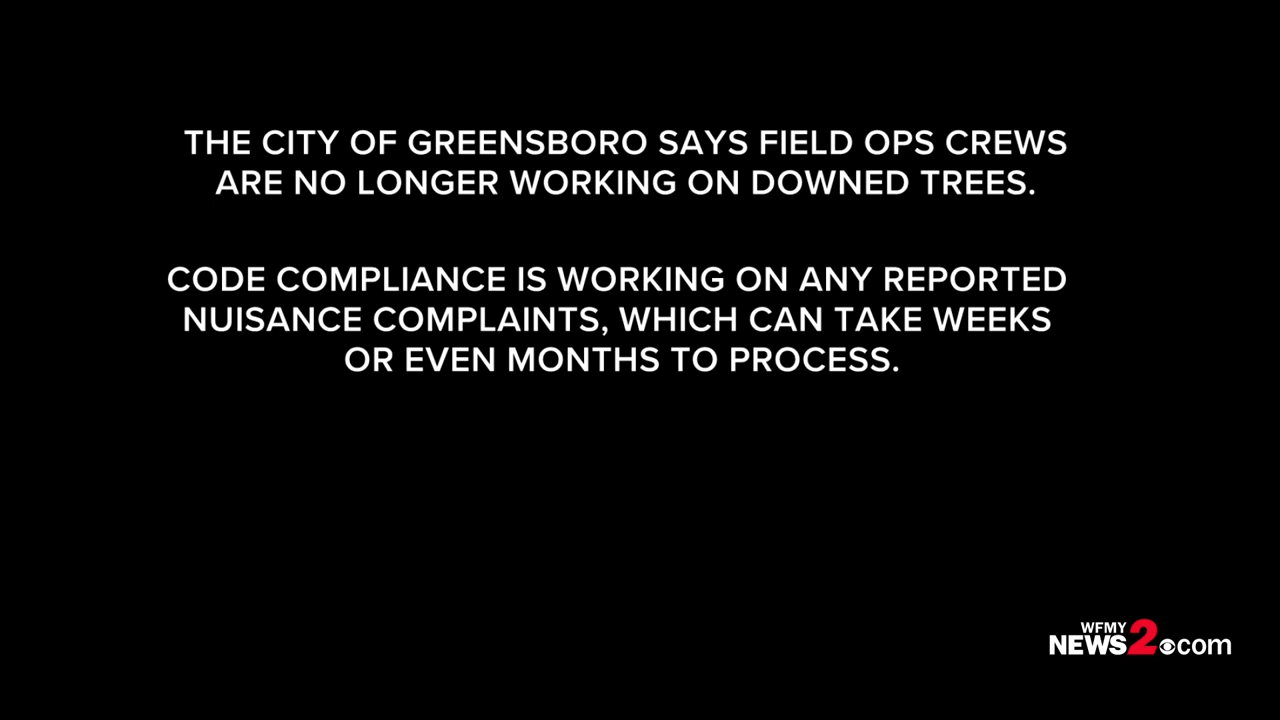 THE CITY OF GREENSBORO SAYS FIELD OPS CREWS
ARE NO LONGER WORKING ON DOWNED TREES.
CODE COMPLIANCE IS WORKING ON ANY REPORTED
NUISANCE COMPLAINTS, WHICH CAN TAKE WEEKS
OR EVEN MONTHS TO PROCESS.
WFMY
NEWS2.com